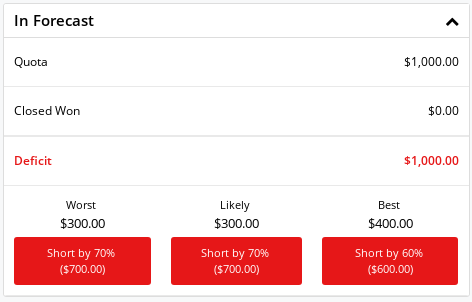 In Forecast
Quota $1,000.00
Closed Won $0.00
Deficit $1,000.00
Worst Likely Best
$300.00 $300.00 $400.00
Short by 70% Short by 70% Short by 60%
($700.00) ($700.00) ($600.00)